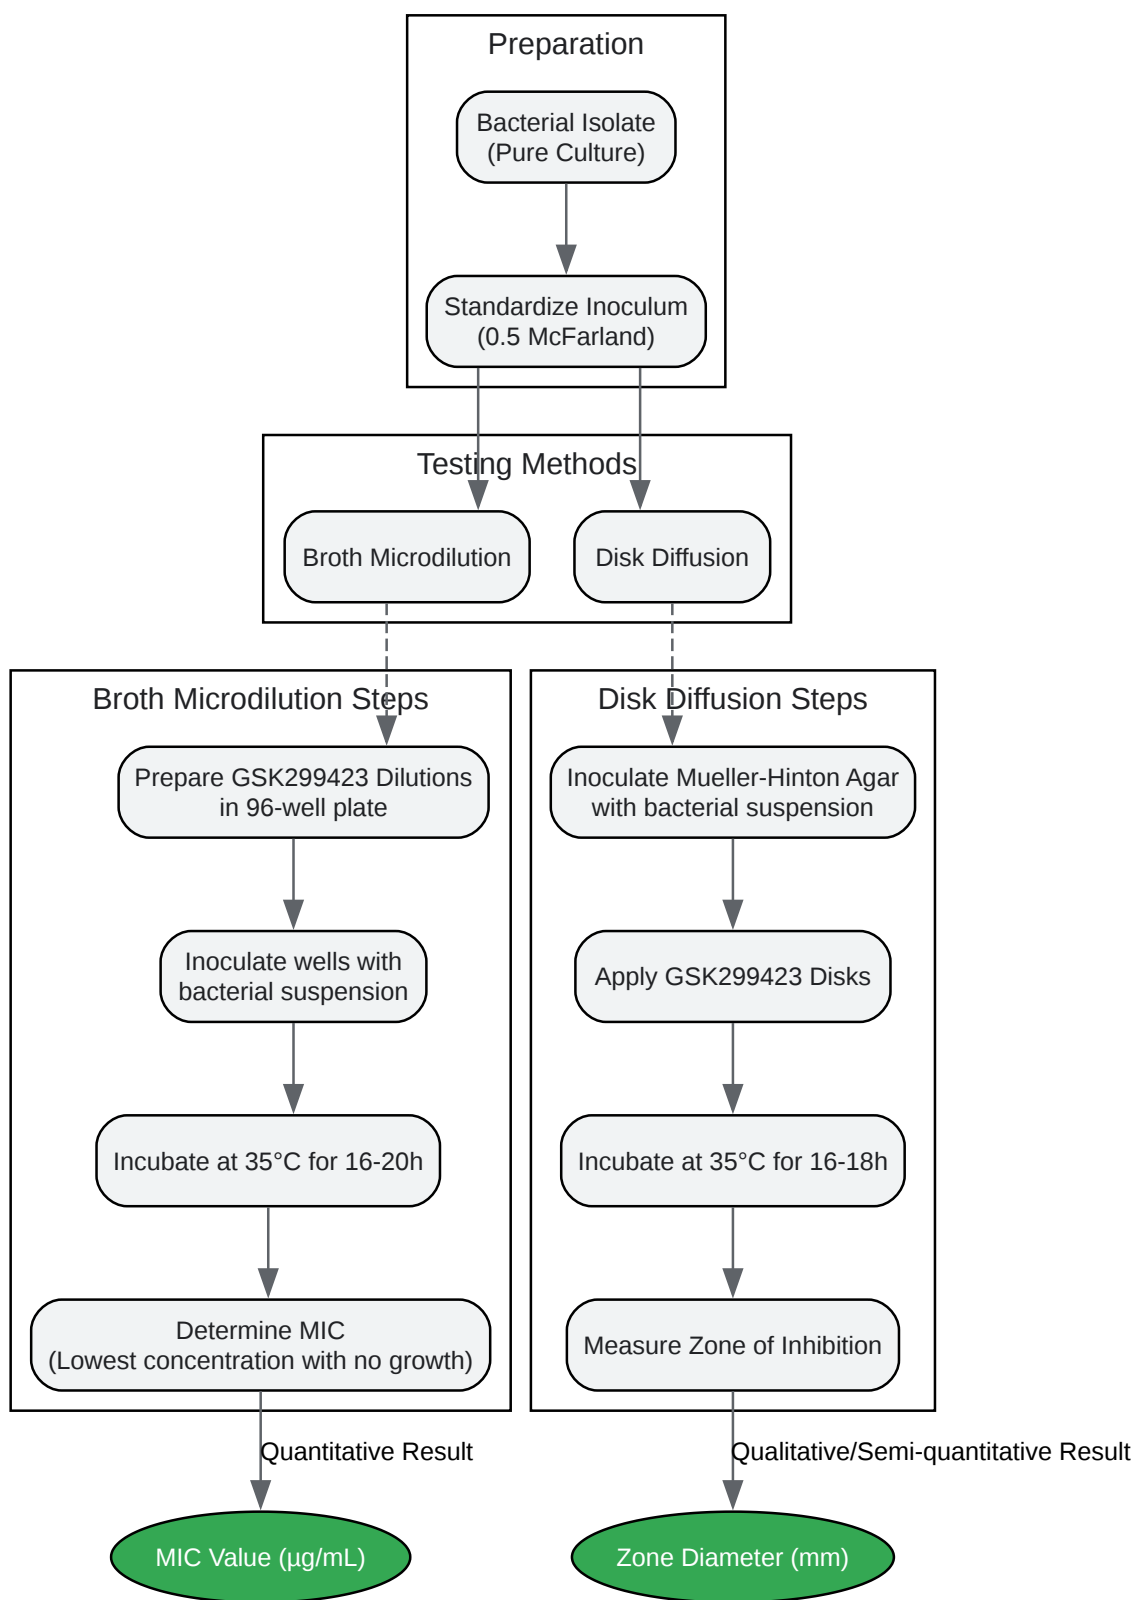 Preparation
Bacterial Isolate
(Pure Culture)
Standardize Inoculum
(0.5 McFarland)
Testing Methods
Broth Microdilution
Disk Diffusion
Broth Microdilution Steps
Prepare GSK299423 Dilutions
in 96-well plate
Inoculate wells with
bacterial suspension
Incubate at 35°C for 16-20h
Determine MIC
(Lowest concentration with no growth)
Quantitative Result
MIC Value (µg/mL)
Disk Diffusion Steps
Inoculate Mueller-Hinton Agar
with bacterial suspension
Apply GSK299423 Disks
Incubate at 35°C for 16-18h
Measure Zone of Inhibition
Qualitative/Semi-quantitative Result
Zone Diameter (mm)